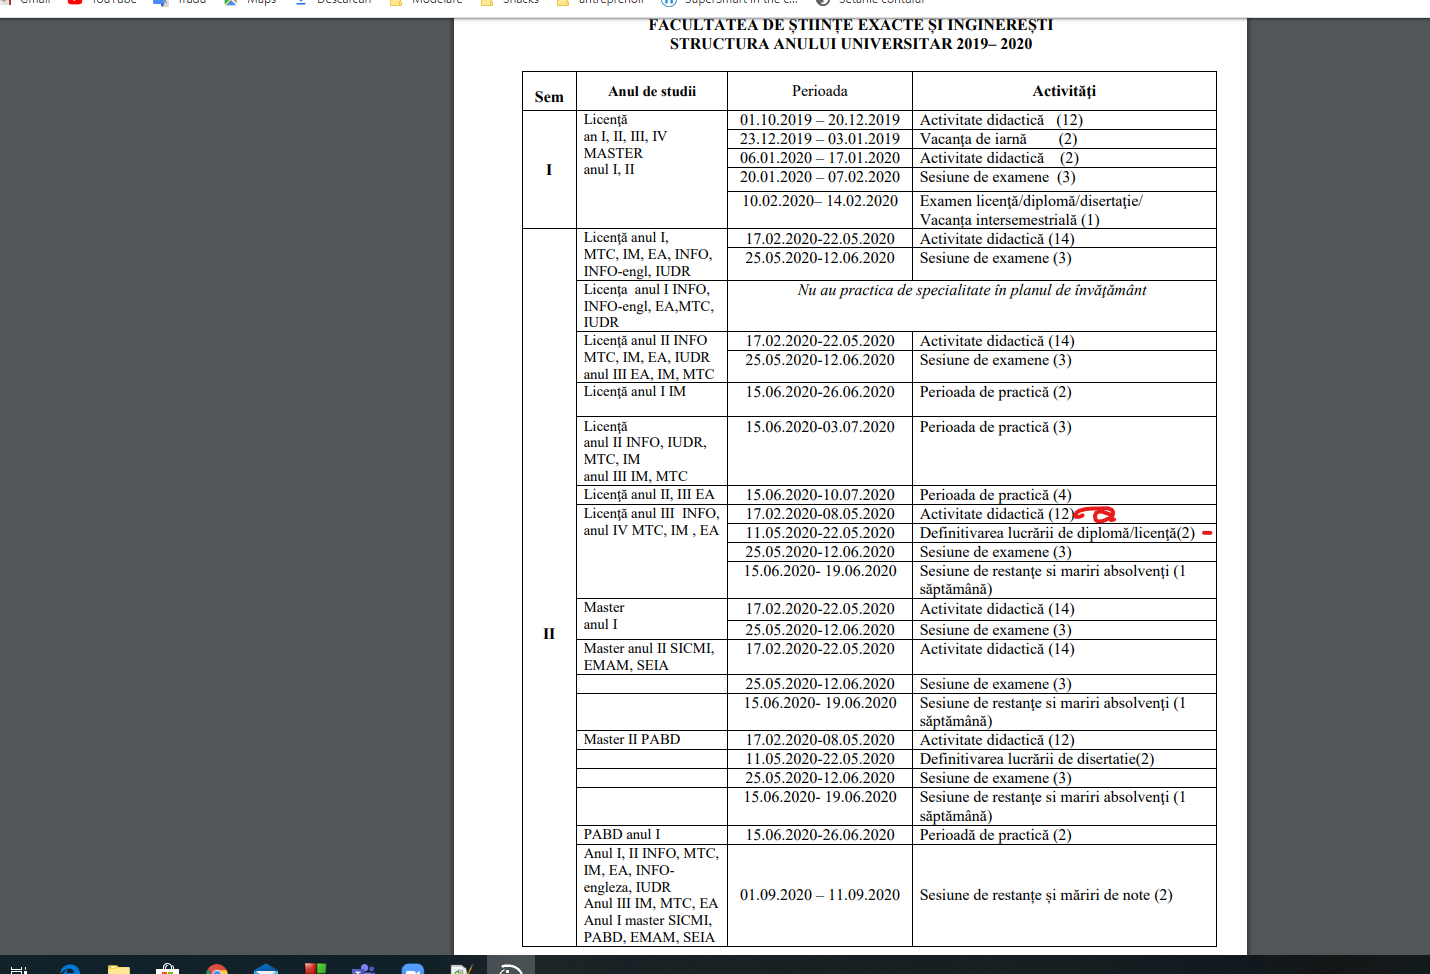 Gmail YouTube Tradu Maps Descărcări Modelare Snacks antreprenori SuperSmart in the c... Setările contului
FACULTATEA DE ȘTIINȚE EXACTE ȘI INGINEREȘTI
STRUCTURA ANULUI UNIVERSITAR 2019– 2020
Sem Anul de studii Perioada Activităţi
I
Licenţă
an I, II, III, IV
MASTER
anul I, II
01.10.2019 – 20.12.2019 Activitate didactică (12)
23.12.2019 – 03.01.2019 Vacanţa de iarnă (2)
06.01.2020 – 17.01.2020 Activitate didactică (2)
20.01.2020 – 07.02.2020 Sesiune de examene (3)
10.02.2020– 14.02.2020 Examen licenţă/diplomă/disertaţie/
Vacanţa intersemestrială (1)
II
Licenţă anul I,
MTC, IM, EA, INFO,
INFO-engl, IUDR
17.02.2020-22.05.2020 Activitate didactică (14)
25.05.2020-12.06.2020 Sesiune de examene (3)
Licenţa anul I INFO,
INFO-engl, EA,MTC,
IUDR
Nu au practica de specialitate în planul de învăţământ
Licenţă anul II INFO
MTC, IM, EA, IUDR
anul III EA, IM, MTC
17.02.2020-22.05.2020 Activitate didactică (14)
25.05.2020-12.06.2020 Sesiune de examene (3)
Licenţă anul I IM 15.06.2020-26.06.2020 Perioada de practică (2)
Licenţă
anul II INFO, IUDR,
MTC, IM
anul III IM, MTC
15.06.2020-03.07.2020 Perioada de practică (3)
Licenţă anul II, III EA 15.06.2020-10.07.2020 Perioada de practică (4)
Licenţă anul III INFO,
anul IV MTC, IM , EA
17.02.2020-08.05.2020 Activitate didactică (12)
11.05.2020-22.05.2020 Definitivarea lucrării de diplomă/licenţă(2)
25.05.2020-12.06.2020 Sesiune de examene (3)
15.06.2020- 19.06.2020 Sesiune de restanţe si mariri absolvenţi (1
săptămână)
Master
anul I
17.02.2020-22.05.2020 Activitate didactică (14)
25.05.2020-12.06.2020 Sesiune de examene (3)
Master anul II SICMI,
EMAM, SEIA
17.02.2020-22.05.2020 Activitate didactică (14)
25.05.2020-12.06.2020 Sesiune de examene (3)
15.06.2020- 19.06.2020 Sesiune de restanţe si mariri absolvenţi (1
săptămână)
Master II PABD 17.02.2020-08.05.2020 Activitate didactică (12)
11.05.2020-22.05.2020 Definitivarea lucrării de disertatie(2)
25.05.2020-12.06.2020 Sesiune de examene (3)
15.06.2020- 19.06.2020 Sesiune de restanţe si mariri absolvenţi (1
săptămână)
PABD anul I 15.06.2020-26.06.2020 Perioadă de practică (2)
Anul I, II INFO, MTC,
IM, EA, INFO-
engleza, IUDR
Anul III IM, MTC, EA
Anul I master SICMI,
PABD, EMAM, SEIA
01.09.2020 – 11.09.2020 Sesiune de restanțe și măriri de note (2)